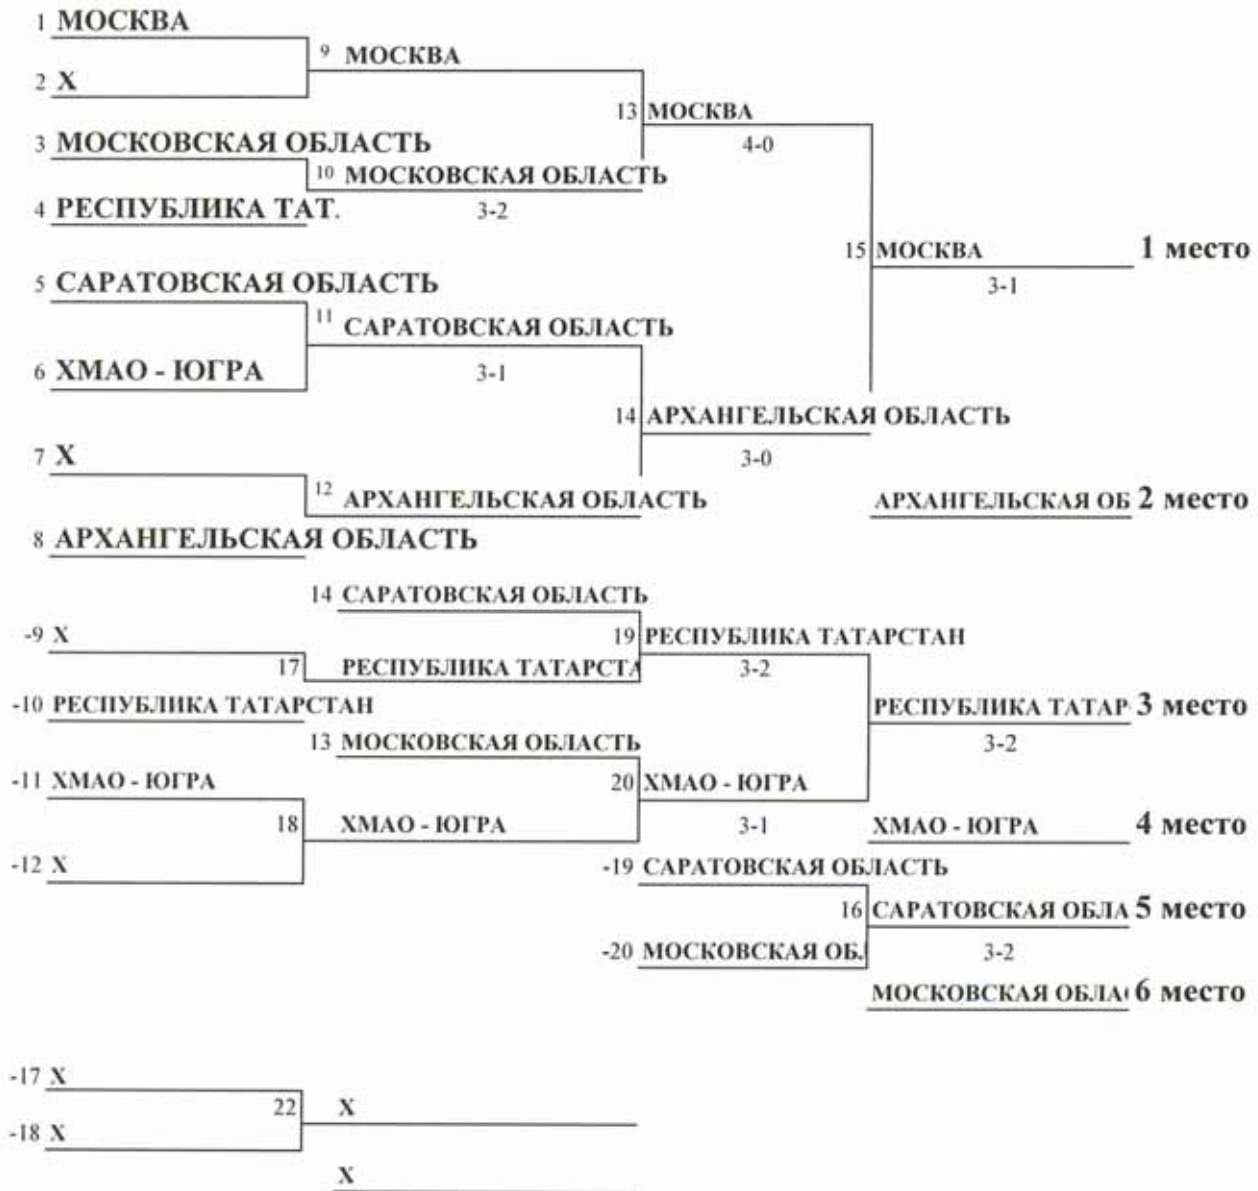 1 МОСКВА
9 МОСКВА
2 X
13 МОСКВА
4-0
3 МОСКОВСКАЯ ОБЛАСТЬ
10 МОСКОВСКАЯ ОБЛАСТЬ
3-2
4 РЕСПУБЛИКА ТАТ.
15 МОСКВА 1 место
3-1
5 САРАТОВСКАЯ ОБЛАСТЬ
11 САРАТОВСКАЯ ОБЛАСТЬ
3-1
6 ХМАО - ЮГРА
14 АРХАНГЕЛЬСКАЯ ОБЛАСТЬ
3-0
7 X
12 АРХАНГЕЛЬСКАЯ ОБЛАСТЬ
АРХАНГЕЛЬСКАЯ ОБ 2 место
8 АРХАНГЕЛЬСКАЯ ОБЛАСТЬ
14 САРАТОВСКАЯ ОБЛАСТЬ
-9 X
19 РЕСПУБЛИКА ТАТАРСТАН
3-2
17 РЕСПУБЛИКА ТАТАРСТА
-10 РЕСПУБЛИКА ТАТАРСТАН
РЕСПУБЛИКА ТАТАР 3 место
3-2
13 МОСКОВСКАЯ ОБЛАСТЬ
-11 ХМАО - ЮГРА
20 ХМАО - ЮГРА
3-1
18 ХМАО - ЮГРА
ХМАО - ЮГРА 4 место
-12 X
-19 САРАТОВСКАЯ ОБЛАСТЬ
16 САРАТОВСКАЯ ОБЛА 5 место
3-2
-20 МОСКОВСКАЯ ОБЛ
МОСКОВСКАЯ ОБЛА 6 место
-17 X
22 X
-18 X
X